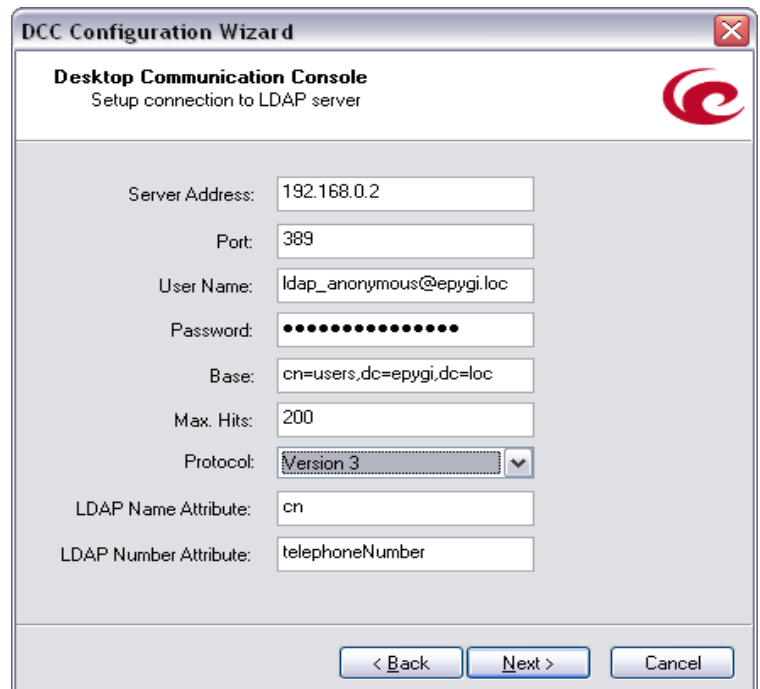 DCC Configuration Wizard
Desktop Communication Console
Setup connection to LDAP server
Server Address: 192.168.0.2
Port: 389
User Name: ldap_anonymous@epygi.loc
Password: ●●●●●●●●●●●●●●●
Base: cn=users,dc=epygi,dc=loc
Max. Hits: 200
Protocol: Version 3
LDAP Name Attribute: cn
LDAP Number Attribute: telephoneNumber
< Back Next > Cancel